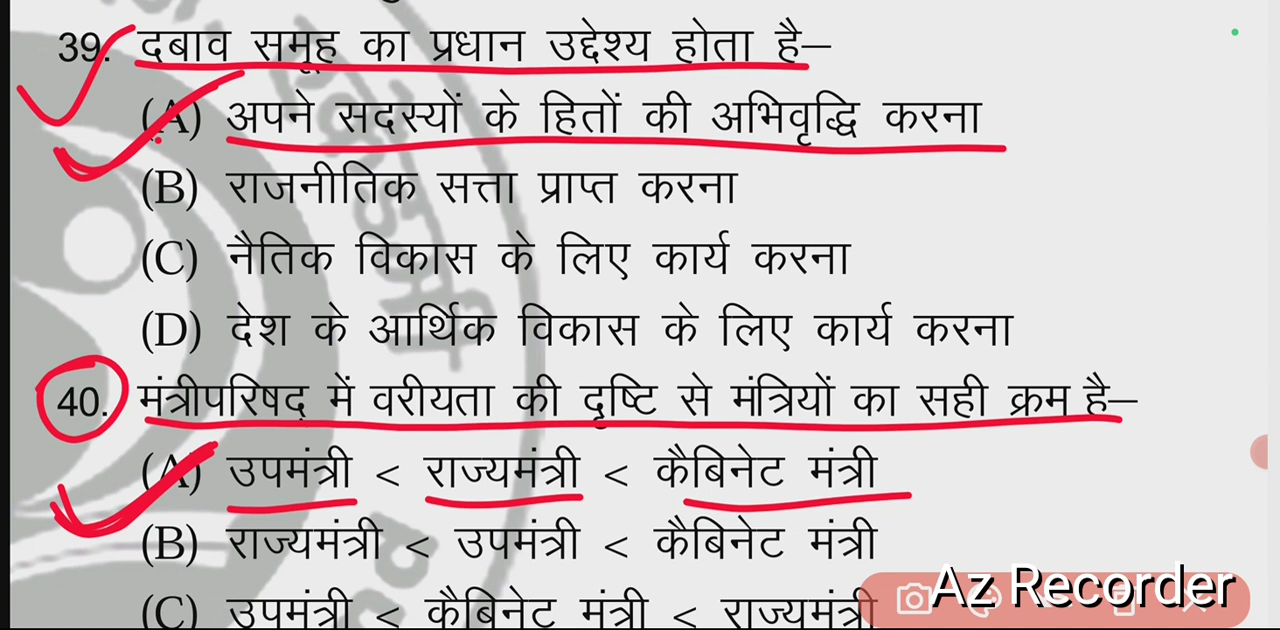 39. दबाव समूह का प्रधान उद्देश्य होता है–
(A) अपने सदस्यों के हितों की अभिवृद्धि करना
(B) राजनीतिक सत्ता प्राप्त करना
(C) नैतिक विकास के लिए कार्य करना
(D) देश के आर्थिक विकास के लिए कार्य करना
40. मंत्रीपरिषद् में वरीयता की दृष्टि से मंत्रियों का सही क्रम है–
(A) उपमंत्री < राज्यमंत्री < कैबिनेट मंत्री
(B) राज्यमंत्री < उपमंत्री < कैबिनेट मंत्री
(C) उपमंत्री < कैबिनेट मंत्री < राज्यमंत्री
Az Recorder